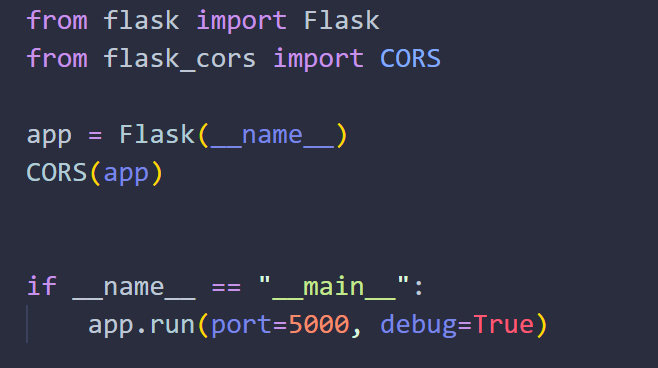 from flask import Flask
from flask_cors import CORS
app = Flask(__name__)
CORS(app)
if __name__ == "__main__":
    app.run(port=5000, debug=True)